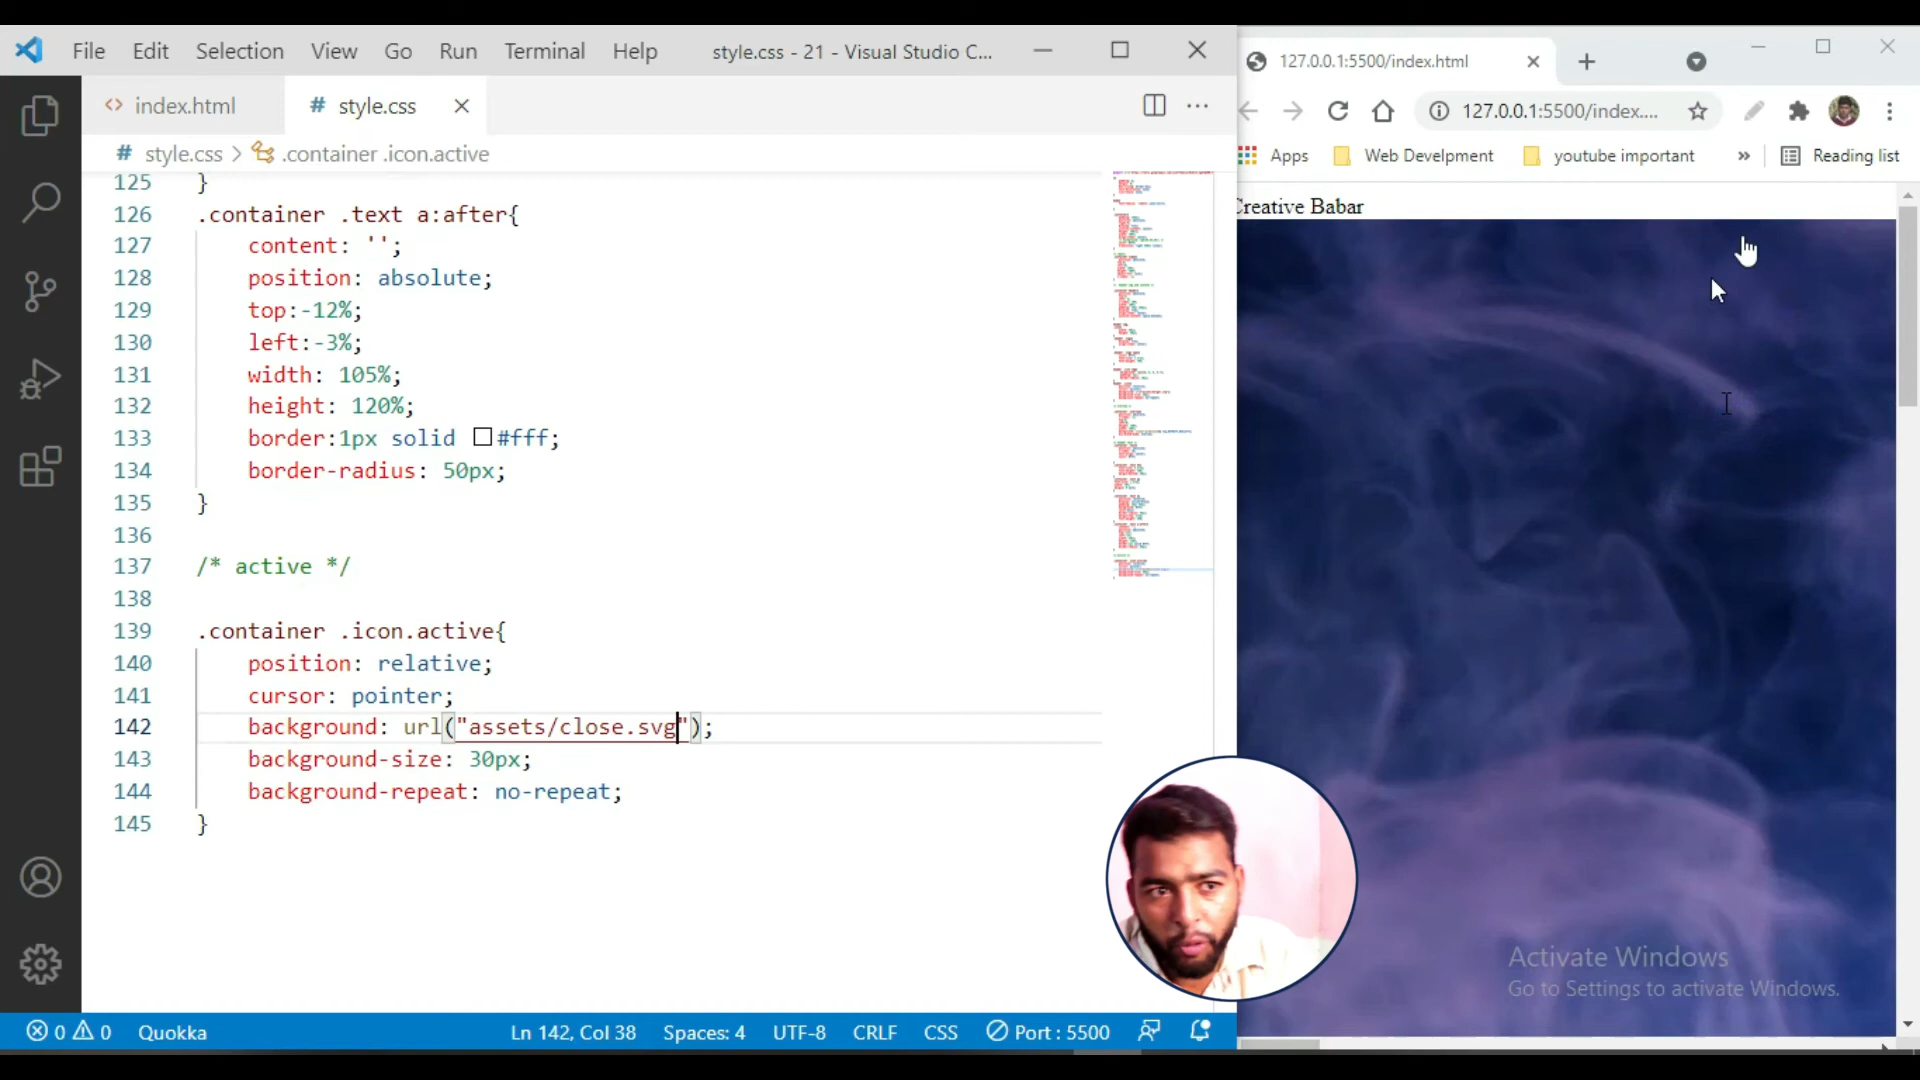 File Edit Selection View Go Run Terminal Help style.css - 21 - Visual Studio C...
index.html style.css
style.css > .container .icon.active
125 }
126 .container .text a:after{
127 content: '';
128 position: absolute;
129 top:-12%;
130 left:-3%;
131 width: 105%;
132 height: 120%;
133 border:1px solid #fff;
134 border-radius: 50px;
135 }
136
137 /* active */
138
139 .container .icon.active{
140 position: relative;
141 cursor: pointer;
142 background: url("assets/close.svg");
143 background-size: 30px;
144 background-repeat: no-repeat;
145 }
0 0 Quokka Ln 142, Col 38 Spaces: 4 UTF-8 CRLF CSS Port : 5500
127.0.0.1:5500/index.html
127.0.0.1:5500/index....
Apps Web Develpment youtube important » Reading list
Creative Babar
Activate Windows
Go to Settings to activate Windows.